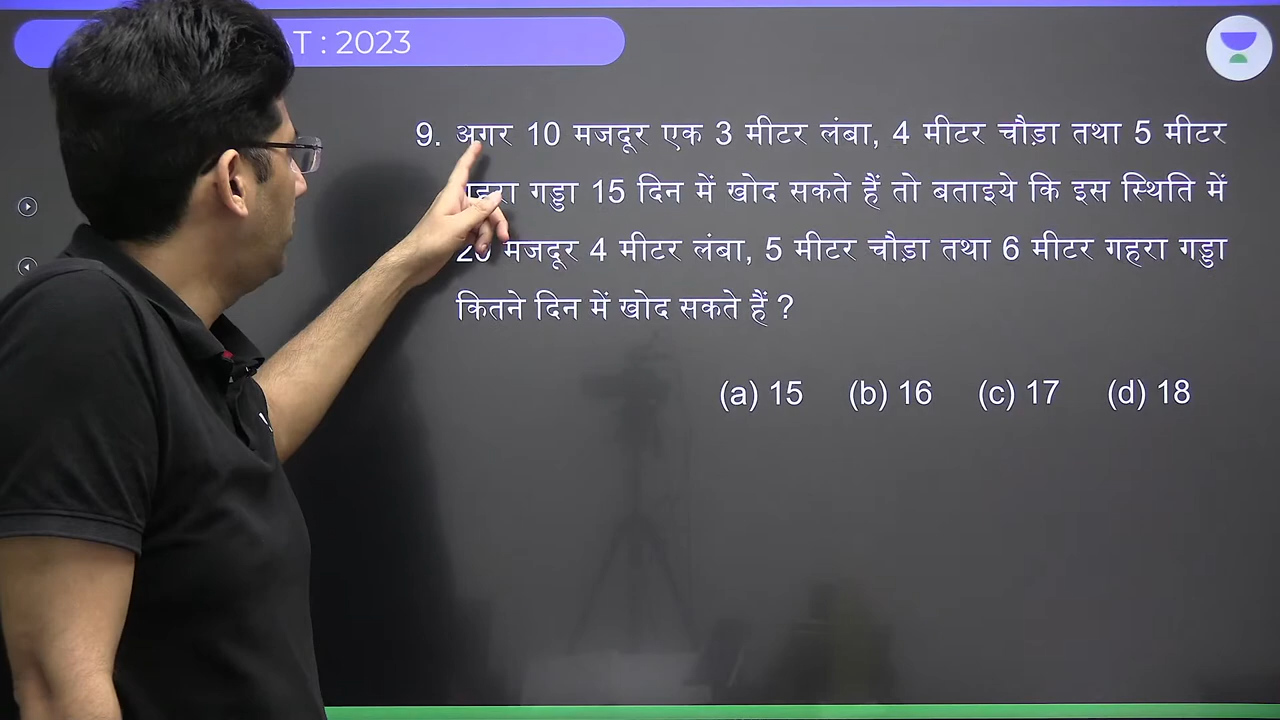 T : 2023
9. अगर 10 मजदूर एक 3 मीटर लंबा, 4 मीटर चौड़ा तथा 5 मीटर
गहरा गड्ढा 15 दिन में खोद सकते हैं तो बताइये कि इस स्थिति में
मजदूर 4 मीटर लंबा, 5 मीटर चौड़ा तथा 6 मीटर गहरा गड्ढा
कितने दिन में खोद सकते हैं ?
(a) 15 (b) 16 (c) 17 (d) 18